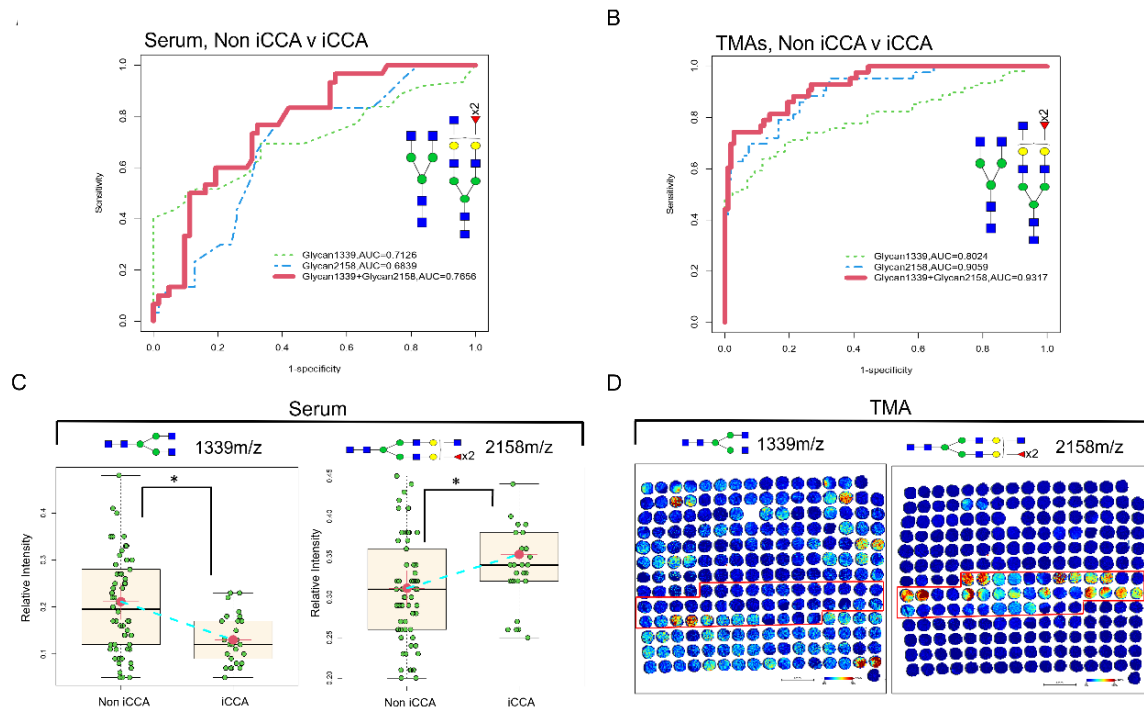 B
Serum, Non iCCA v iCCA
TMAs, Non iCCA v iCCA
1.0
0.8
0.6
0.4
0.2
0.0
Sensitivity
x2
Glycan1339,AUC=0.7126
Glycan2158,AUC=0.6839
Glycan1339+Glycan2158,AUC=0.7656
0.0 0.2 0.4 0.6 0.8 1.0
1-specificity
1.0
0.8
0.6
0.4
0.2
0.0
Sensitivity
x2
Glycan1339,AUC=0.8024
Glycan2158,AUC=0.9059
Glycan1339+Glycan2158,AUC=0.9317
0.0 0.2 0.4 0.6 0.8 1.0
1-specificity
C
Serum
1339m/z
2158m/z
x2
*
*
Relative Intensity
0.4
0.3
0.2
0.1
Non iCCA iCCA
Relative Intensity
0.45
0.40
0.35
0.30
0.25
0.20
Non iCCA iCCA
D
TMA
1339m/z
2158m/z
x2